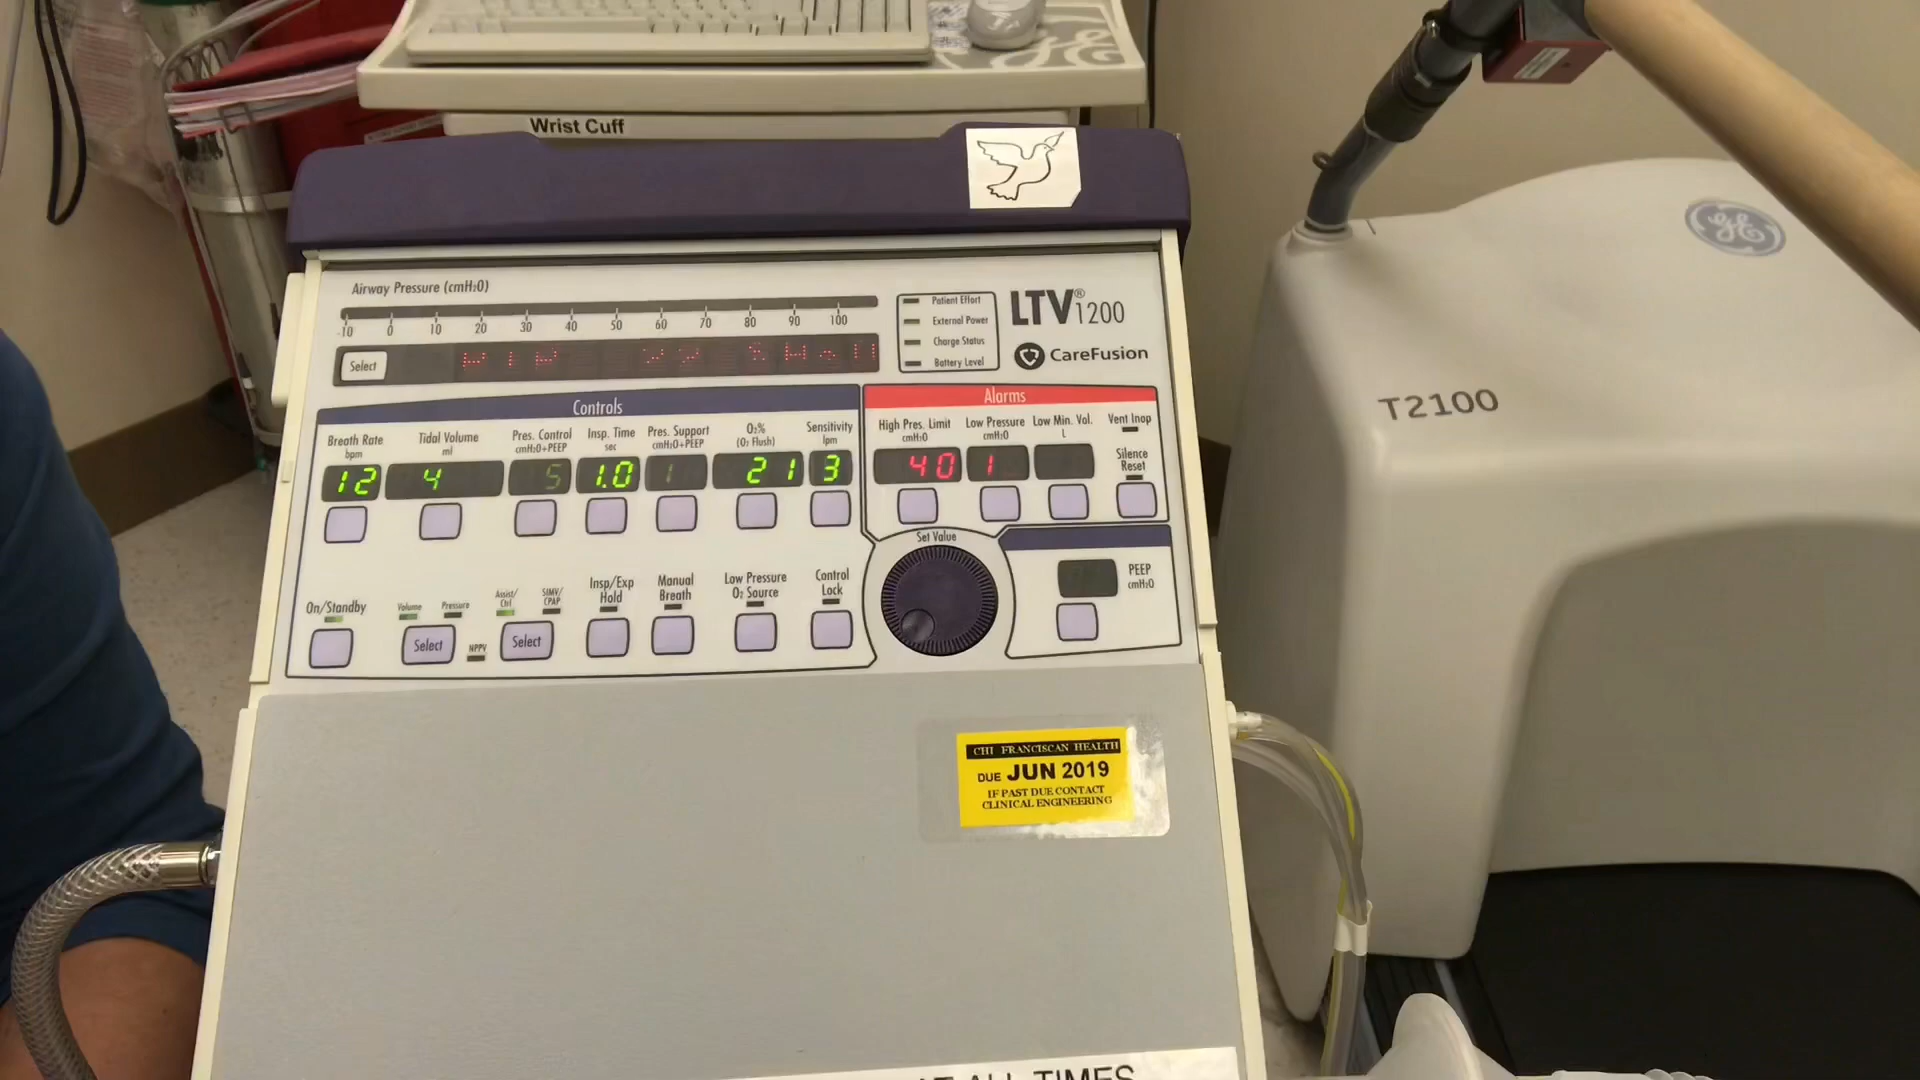 Wrist Cuff
GE
Airway Pressure (cmH2O)
-10 0 10 20 30 40 50 60 70 80 90 100
Select
Patient Effort
External Power
Charge Status
Battery Level
LTV® 1200
CareFusion
T2100
Controls
Breath Rate
bpm
Tidal Volume
ml
Pres. Control
cmH2O+PEEP
Insp. Time
sec
Pres. Support
cmH2O+PEEP
O2%
(O2 Flush)
Sensitivity
lpm
12 4 5 1.0 1 21 3
Alarms
High Pres. Limit
cmH2O
Low Pressure
cmH2O
Low Min. Vol.
L
Vent Inop
40 1
Silence
Reset
Set Value
PEEP
cmH2O
On/Standby
Volume
Pressure
Select
NPPV
Assist/
Ctrl
SIMV/
CPAP
Select
Insp/Exp
Hold
Manual
Breath
Low Pressure
O2 Source
Control
Lock
CHI FRANCISCAN HEALTH
DUE JUN 2019
IF PAST DUE CONTACT
CLINICAL ENGINEERING
AT ALL TIMES